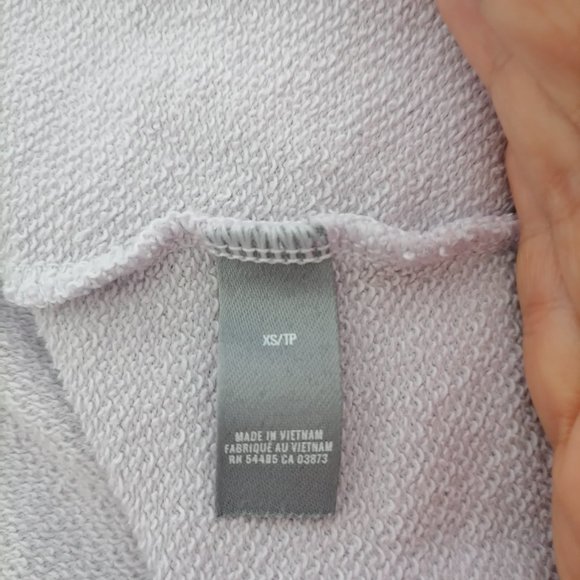 XS/TP
MADE IN VIETNAM
FABRIQUÉ AU VIETNAM
RN 54485 CA 03873